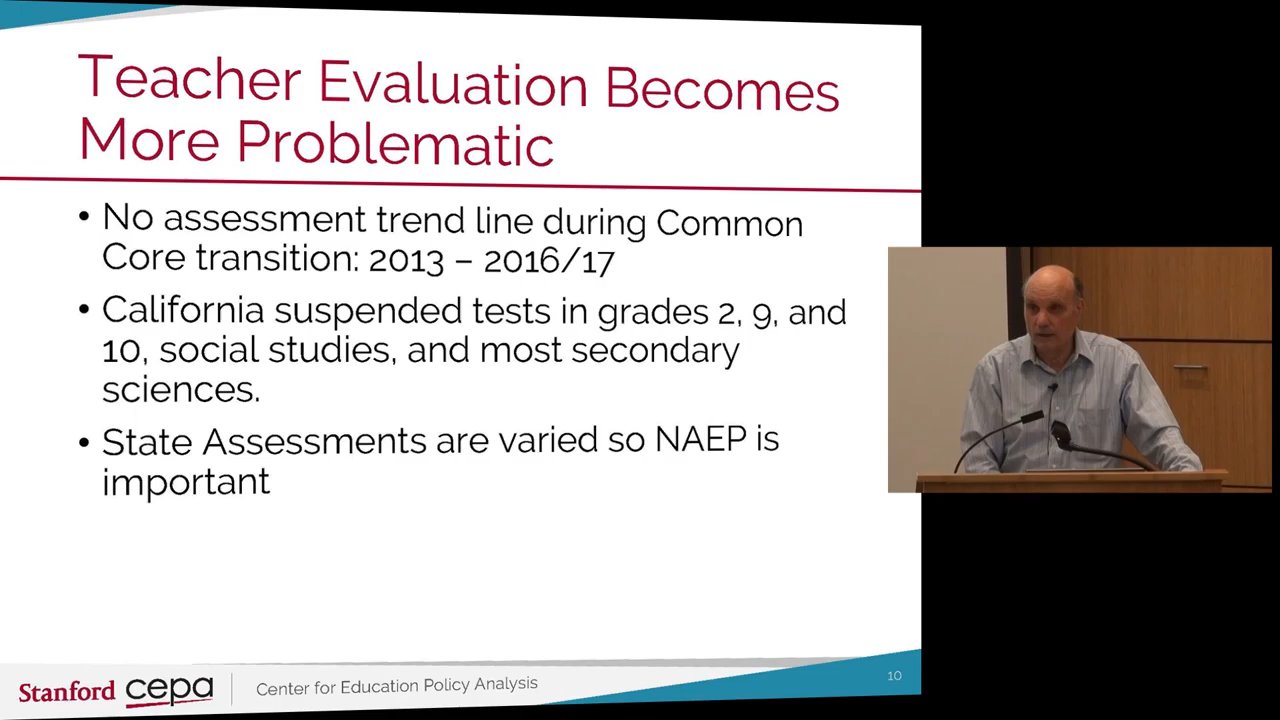 Teacher Evaluation Becomes
More Problematic
• No assessment trend line during Common
Core transition: 2013 – 2016/17
• California suspended tests in grades 2, 9, and
10, social studies, and most secondary
sciences.
• State Assessments are varied so NAEP is
important
Stanford cepa Center for Education Policy Analysis 10